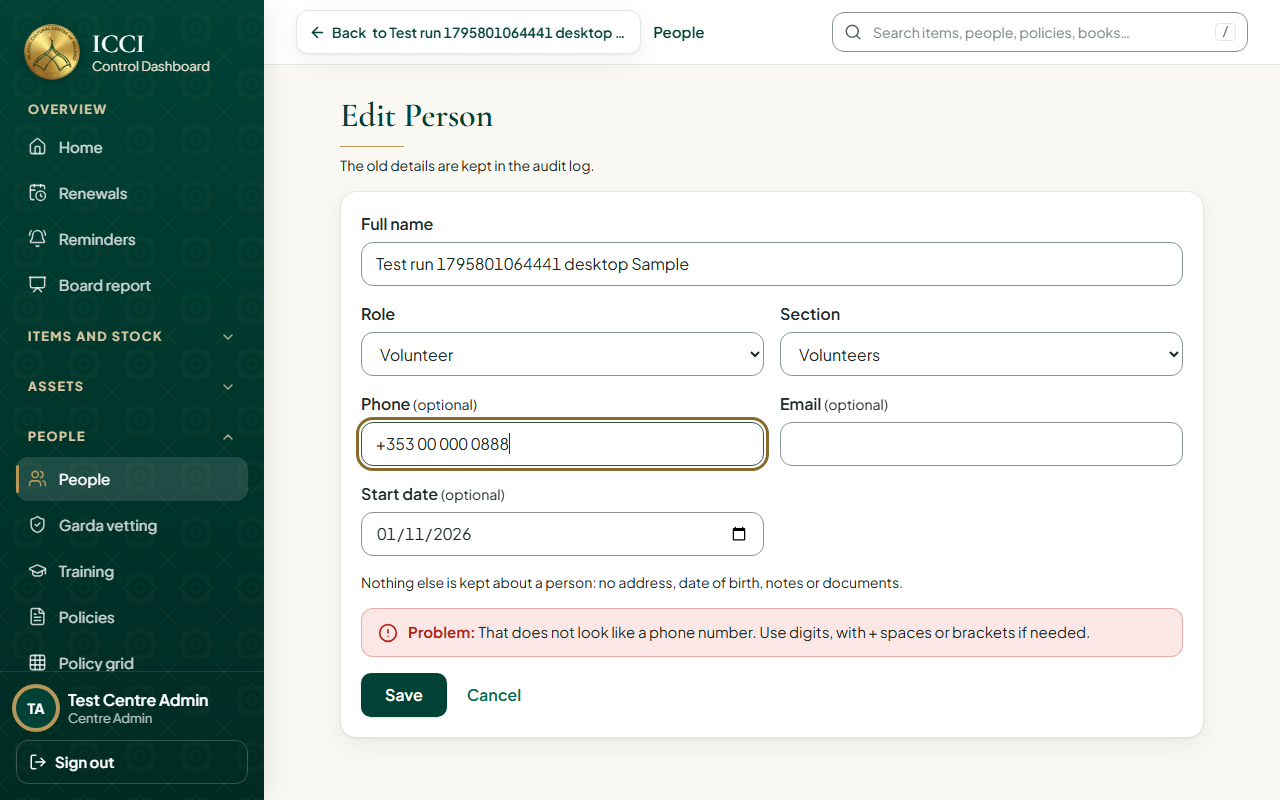 ICCI
Control Dashboard
OVERVIEW
Home
Renewals
Reminders
Board report
ITEMS AND STOCK
ASSETS
PEOPLE
People
Garda vetting
Training
Policies
Policy grid
TA
Test Centre Admin
Centre Admin
Sign out
Back to Test run 1795801064441 desktop ...
People
Search items, people, policies, books...
/
Edit Person
The old details are kept in the audit log.
Full name
Test run 1795801064441 desktop Sample
Role
Section
Volunteer
Volunteers
Phone (optional)
Email (optional)
+353 00 000 0888
Start date (optional)
01/11/2026
Nothing else is kept about a person: no address, date of birth, notes or documents.
Problem: That does not look like a phone number. Use digits, with + spaces or brackets if needed.
Save
Cancel